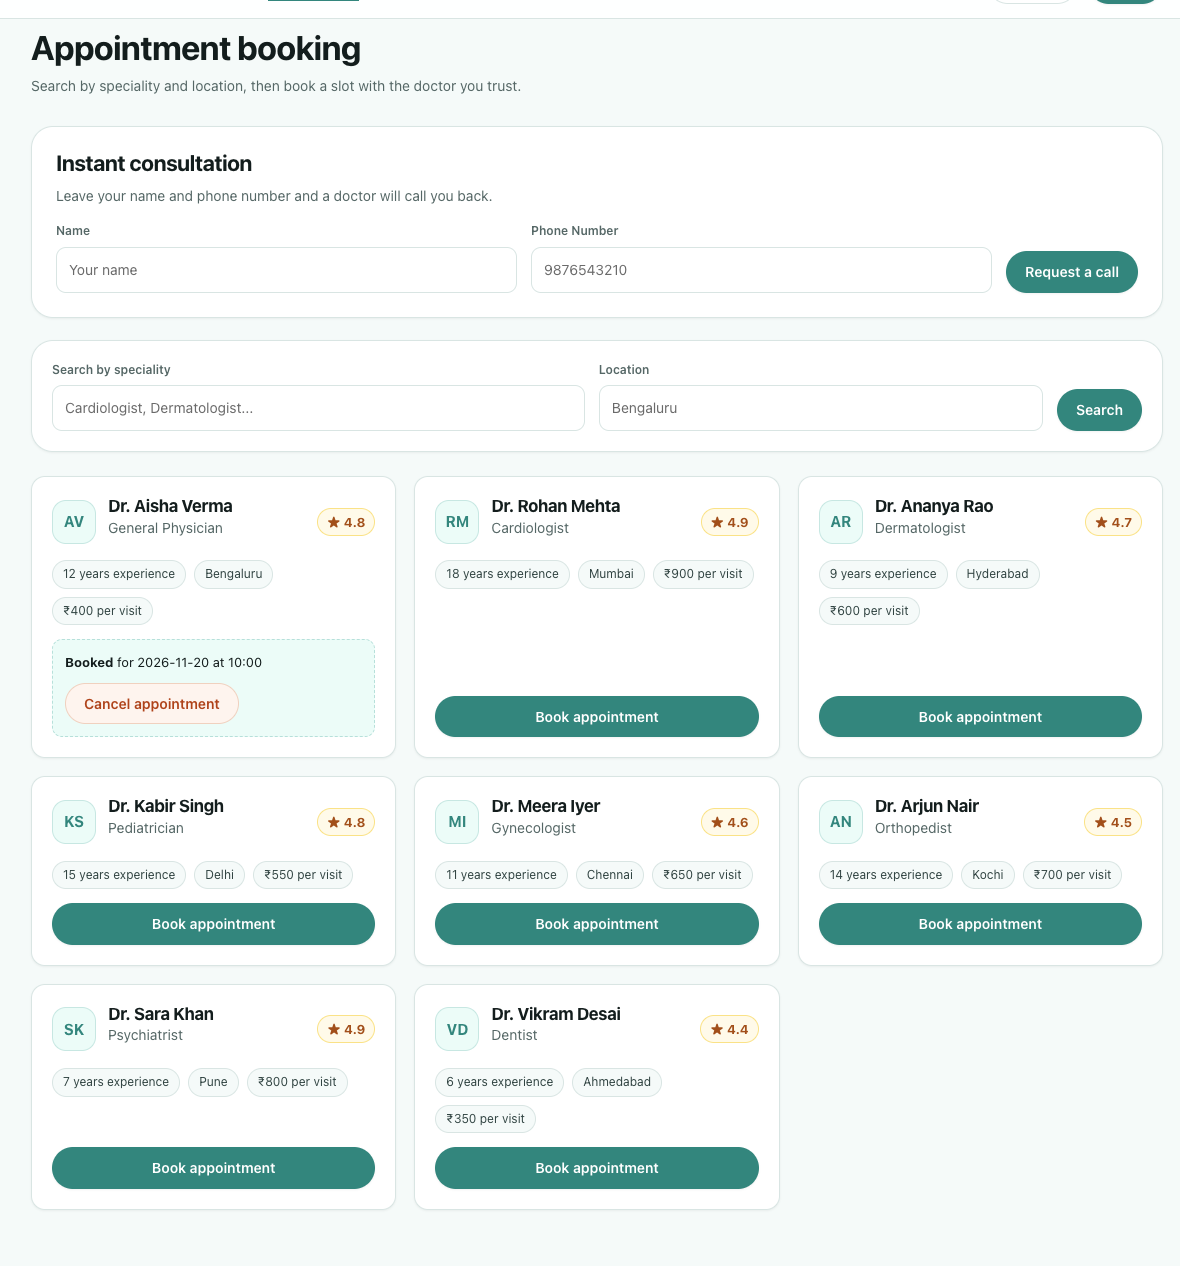 Appointment booking
Search by speciality and location, then book a slot with the doctor you trust.
Instant consultation
Leave your name and phone number and a doctor will call you back.
Name
Phone Number
Your name
9876543210
Request a call
Search by speciality
Location
Cardiologist, Dermatologist...
Bengaluru
Search
AV
Dr. Aisha Verma
General Physician
★ 4.8
12 years experience
Bengaluru
₹400 per visit
Booked for 2026-11-20 at 10:00
Cancel appointment
RM
Dr. Rohan Mehta
Cardiologist
★ 4.9
18 years experience
Mumbai
₹900 per visit
Book appointment
AR
Dr. Ananya Rao
Dermatologist
★ 4.7
9 years experience
Hyderabad
₹600 per visit
Book appointment
KS
Dr. Kabir Singh
Pediatrician
★ 4.8
15 years experience
Delhi
₹550 per visit
Book appointment
MI
Dr. Meera Iyer
Gynecologist
★ 4.6
11 years experience
Chennai
₹650 per visit
Book appointment
AN
Dr. Arjun Nair
Orthopedist
★ 4.5
14 years experience
Kochi
₹700 per visit
Book appointment
SK
Dr. Sara Khan
Psychiatrist
★ 4.9
7 years experience
Pune
₹800 per visit
Book appointment
VD
Dr. Vikram Desai
Dentist
★ 4.4
6 years experience
Ahmedabad
₹350 per visit
Book appointment